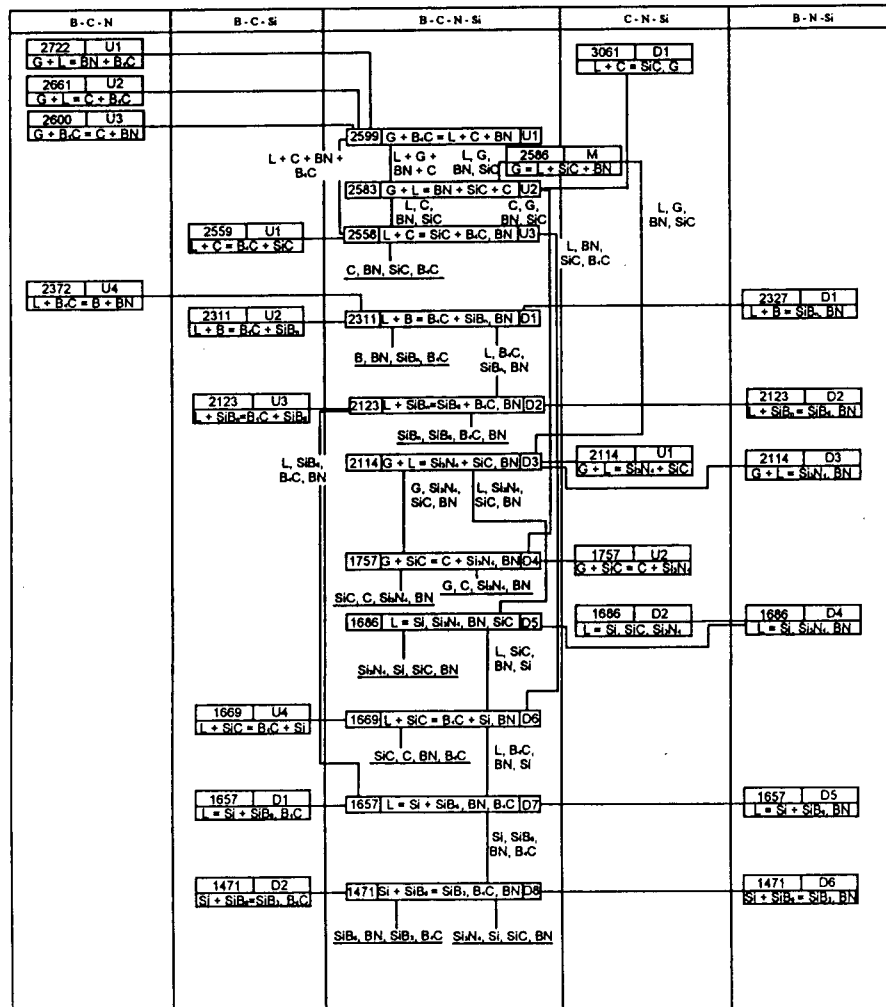 B - C - N
B - C - Si
B - C - N - Si
C - N - Si
B - N - Si
2722 U1
G + L = BN + B₄C
3061 D1
L + C = SiC, G
2661 U2
G + L = C + B₄C
2600 U3
G + B₄C = C + BN
2599 G + B₄C = L + C + BN U1
L + C + BN +
B₄C
L + G +
BN + C
L, G,
BN, SiC
2586 M
G = L + SiC + BN
2583 G + L = BN + SiC + C U2
L, C,
BN, SiC
C, G,
BN, SiC
L, G,
BN, SiC
2559 U1
L + C = B₄C + SiC
2558 L + C = SiC + B₄C, BN U3
L, BN,
SiC, B₄C
C, BN, SiC, B₄C
2372 U4
L + B₄C = B + BN
2327 D1
L + B = SiBₙ, BN
2311 U2
L + B = B₄C + SiBₙ
2311 L + B = B₄C + SiBₙ, BN D1
B, BN, SiBₙ, B₄C
L, B₄C,
SiBₙ, BN
2123 U3
L + SiBₙ=B₄C + SiB₆
2123 L + SiBₙ=SiB₆ + B₄C, BN D2
2123 D2
L + SiBₙ = SiB₆, BN
SiBₙ, SiB₆, B₄C, BN
L, SiB₆,
B₄C, BN
2114 G + L = Si₃N₄ + SiC, BN D3
2114 U1
G + L = Si₃N₄ + SiC
2114 D3
G + L = Si₃N₄, BN
G, Si₃N₄,
SiC, BN
L, Si₃N₄,
SiC, BN
1757 G + SiC = C + Si₃N₄, BN D4
1757 U2
G + SiC = C + Si₃N₄
SiC, C, Si₃N₄, BN
G, C, Si₃N₄, BN
1686 L = Si, Si₃N₄, BN, SiC D5
1686 D2
L = Si, SiC, Si₃N₄
1686 D4
L = Si, Si₃N₄, BN
Si₃N₄, Si, SiC, BN
L, SiC,
BN, Si
1669 U4
L + SiC = B₄C + Si
1669 L + SiC = B₄C + Si, BN D6
SiC, C, BN, B₄C
L, B₄C,
BN, Si
1657 D1
L = Si + SiB₆, B₄C
1657 L = Si + SiB₆, BN, B₄C D7
1657 D5
L = Si + SiB₆, BN
Si, SiB₆,
BN, B₄C
1471 D2
Si + SiB₆=SiB₃, B₄C
1471 Si + SiB₆ = SiB₃, B₄C, BN D8
1471 D6
Si + SiB₆ = SiB₃, BN
SiB₆, BN, SiB₃, B₄C
Si₃N₄, Si, SiC, BN